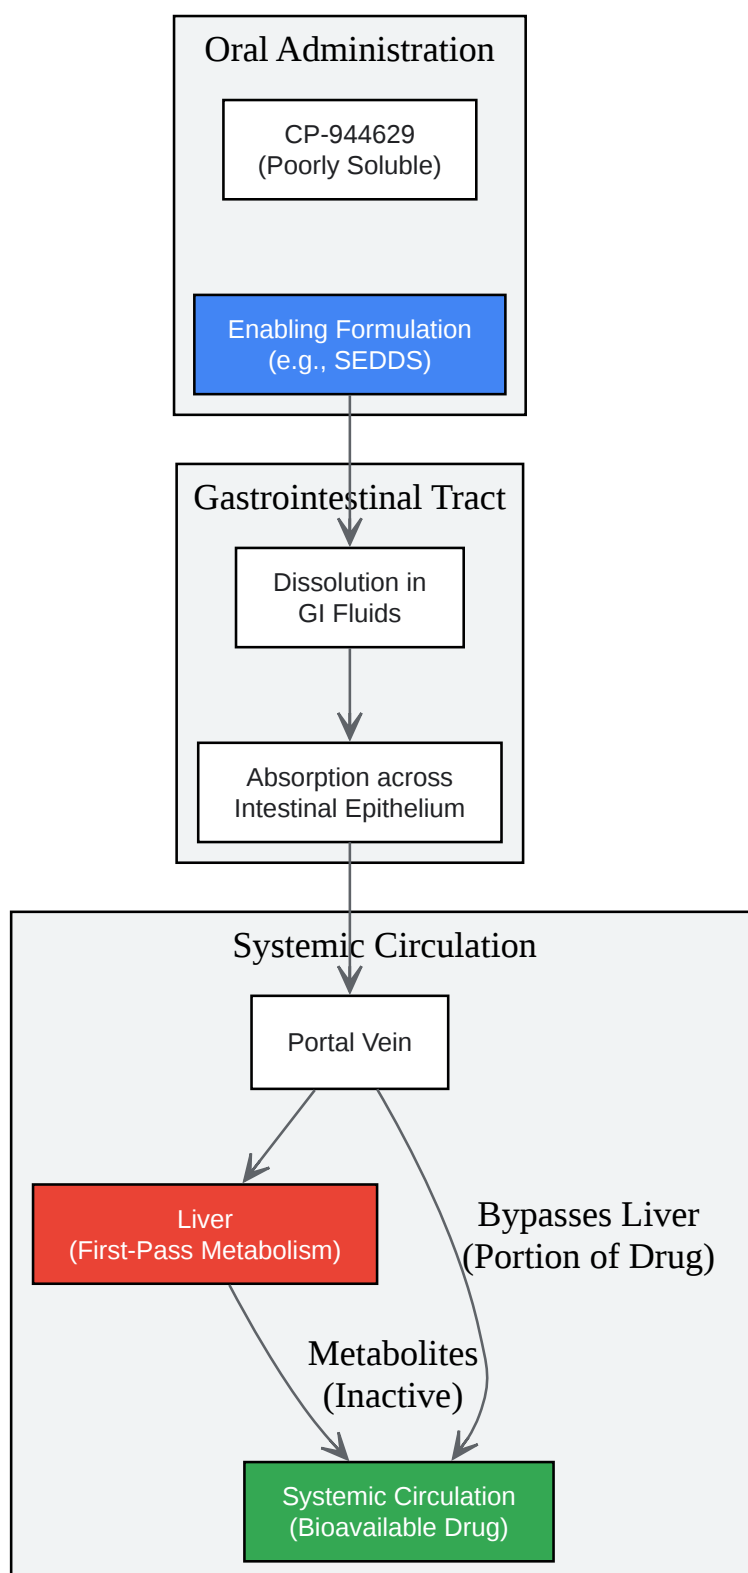 Oral Administration
CP-944629
(Poorly Soluble)
Enabling Formulation
(e.g., SEDDS)
Gastrointestinal Tract
Dissolution in
GI Fluids
Absorption across
Intestinal Epithelium
Systemic Circulation
Portal Vein
Liver
(First-Pass Metabolism)
Bypasses Liver
(Portion of Drug)
Metabolites
(Inactive)
Systemic Circulation
(Bioavailable Drug)